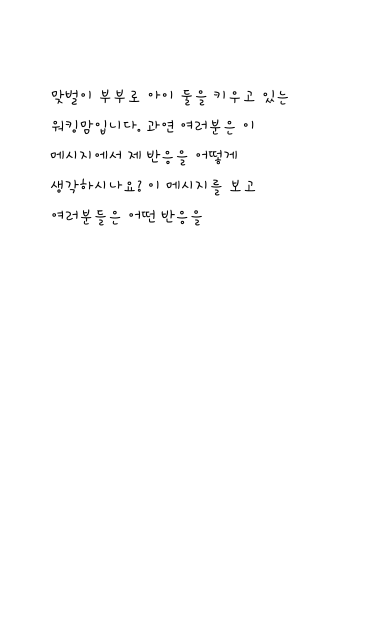 맞벌이 부부로 아이 둘을 키우고 있는
워킹맘입니다. 과연 여러분은 이
메시지에서 제 반응을 어떻게
생각하시나요? 이 메시지를 보고
여러분들은 어떤 반응을